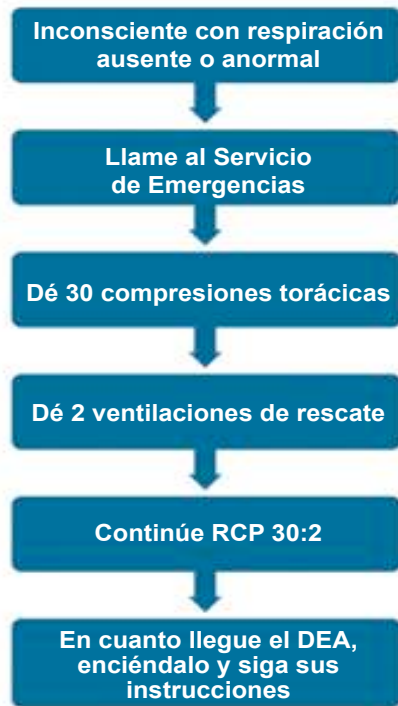 Inconsciente con respiración
ausente o anormal
Llame al Servicio
de Emergencias
Dé 30 compresiones torácicas
Dé 2 ventilaciones de rescate
Continúe RCP 30:2
En cuanto llegue el DEA,
enciéndalo y siga sus
instrucciones